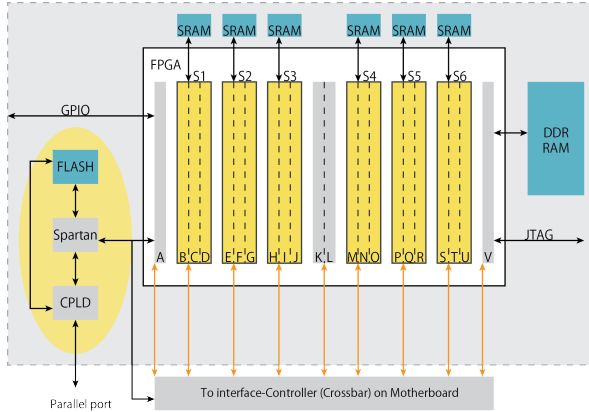 SRAM SRAM SRAM SRAM SRAM SRAM
FPGA
S1 S2 S3 S4 S5 S6
GPIO
DDR
RAM
FLASH
Spartan
JTAG
A B C D E F G H I J K L M N O P Q R S T U V
CPLD
To interface-Controller (Crossbar) on Motherboard
Parallel port